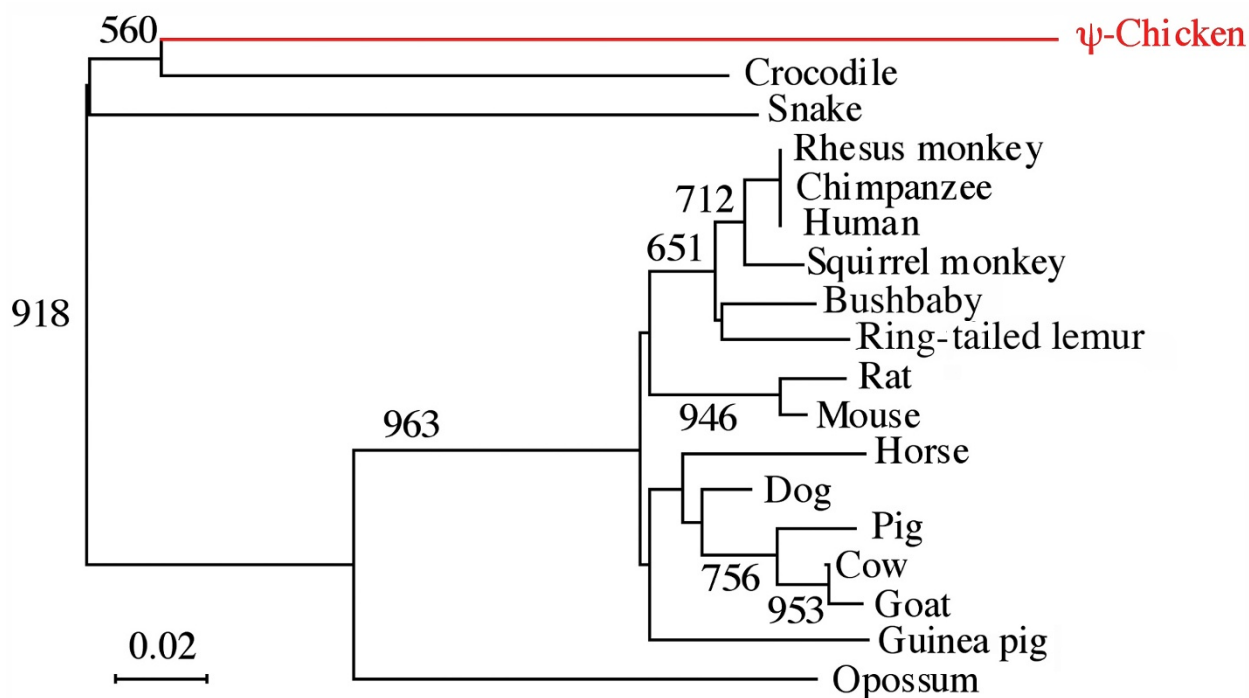 560
ψ-Chicken
Crocodile
Snake
Rhesus monkey
Chimpanzee
712
Human
651
Squirrel monkey
Bushbaby
918
Ring-tailed lemur
Rat
946
Mouse
963
Horse
Dog
Pig
Cow
756
953
Goat
0.02
Guinea pig
Opossum